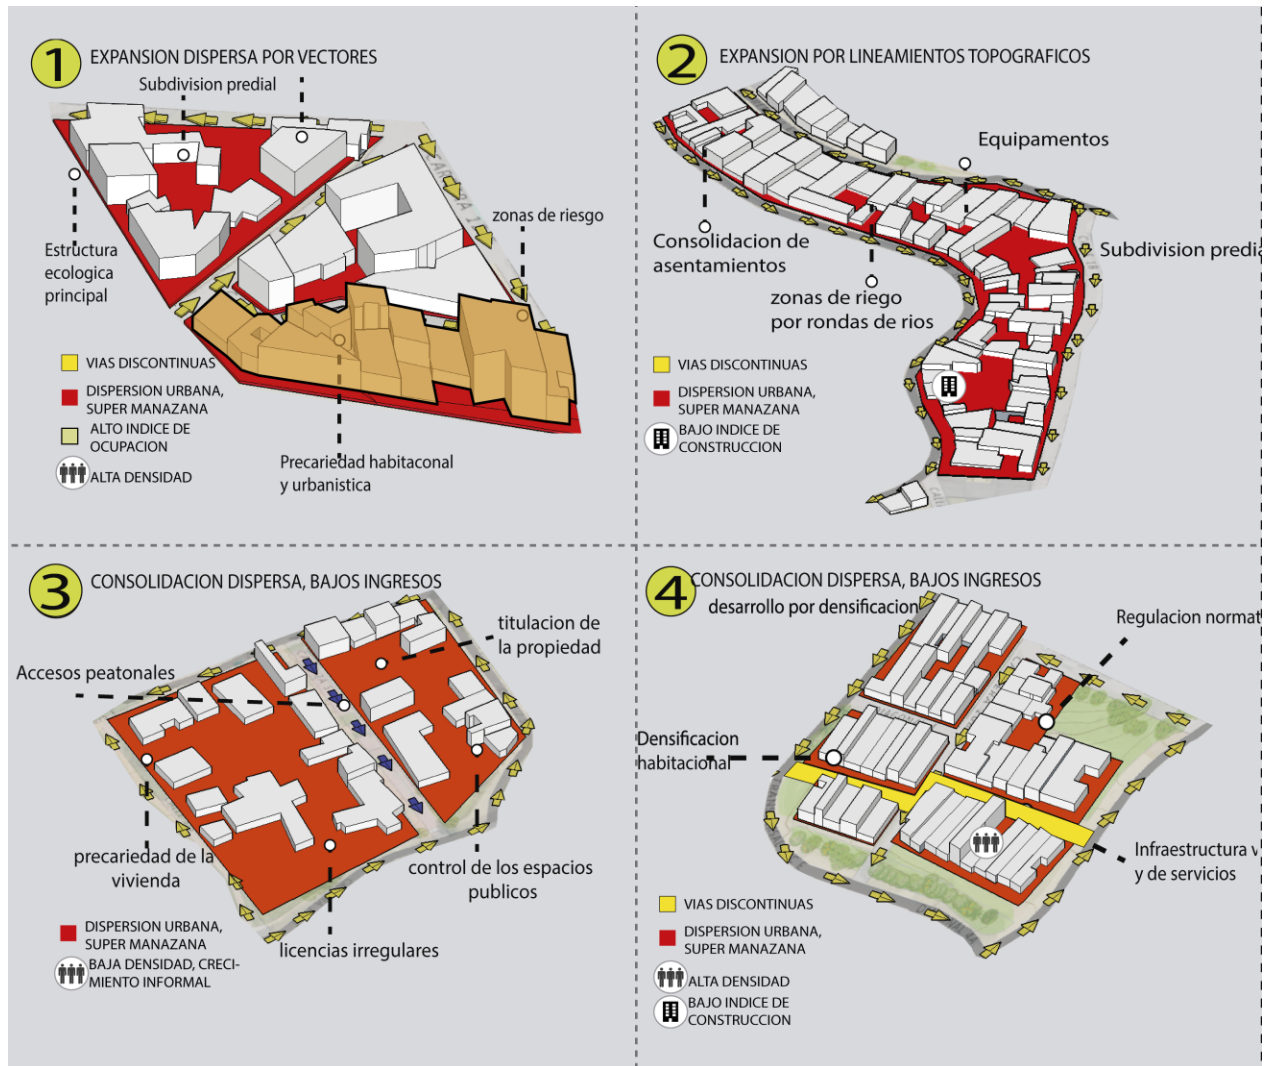 1
EXPANSION DISPERSA POR VECTORES
Subdivision predial
CARRERA 1
zonas de riesgo
Estructura
ecologica
principal
VIAS DISCONTINUAS
DISPERSION URBANA,
SUPER MANAZANA
ALTO INDICE DE
OCUPACION
ALTA DENSIDAD
Precariedad habitaconal
y urbanistica
2
EXPANSION POR LINEAMIENTOS TOPOGRAFICOS
Equipamentos
Consolidacion de
asentamientos
Subdivision predia
zonas de riego
por rondas de rios
VIAS DISCONTINUAS
DISPERSION URBANA,
SUPER MANAZANA
BAJO INDICE DE
CONSTRUCCION
3
CONSOLIDACION DISPERSA, BAJOS INGRESOS
titulacion de
la propiedad
Accesos peatonales
precariedad de la
vivienda
control de los espacios
publicos
licencias irregulares
DISPERSION URBANA,
SUPER MANAZANA
BAJA DENSIDAD, CRECI-
MIENTO INFORMAL
4
CONSOLIDACION DISPERSA, BAJOS INGRESOS
desarrollo por densificacion
Regulacion normat
Densificacion
habitacional
Infraestructura v
y de servicios
VIAS DISCONTINUAS
DISPERSION URBANA,
SUPER MANAZANA
ALTA DENSIDAD
BAJO INDICE DE
CONSTRUCCION